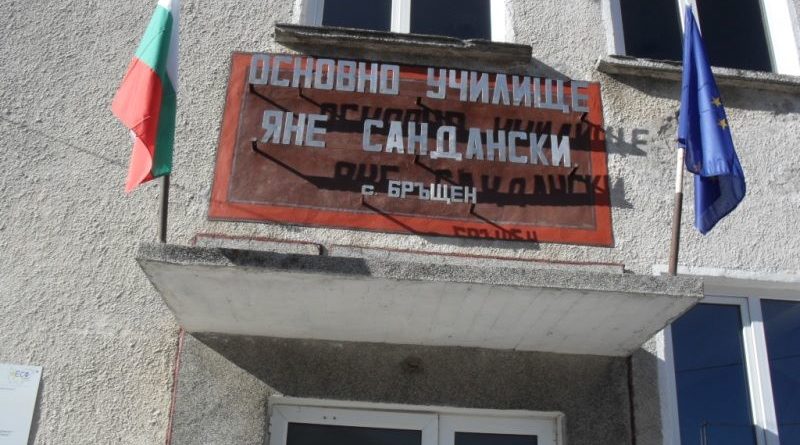 ОСНОВНО УЧИЛИЩЕ
ЯНЕ САНДАНСКИ
с. БРЪЩЕН